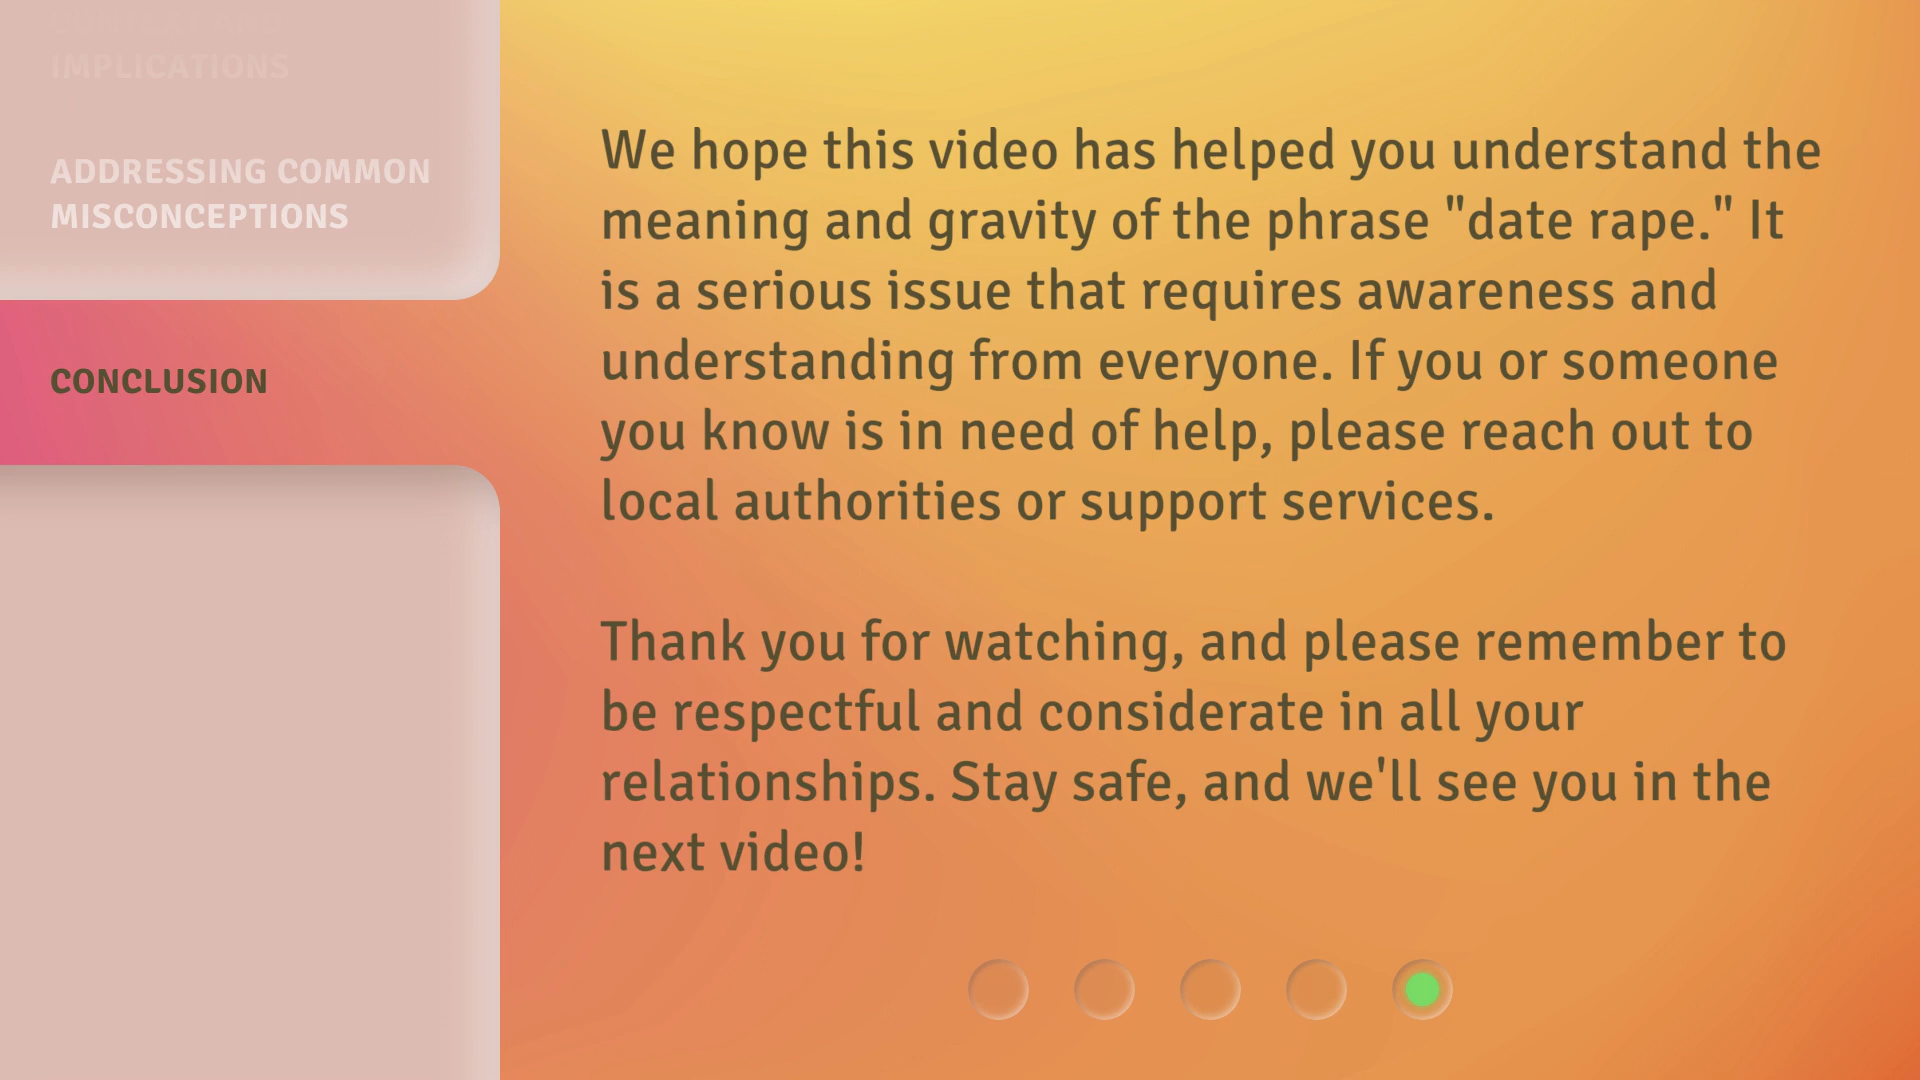 IMPLICATIONS
ADDRESSING COMMON
MISCONCEPTIONS
CONCLUSION
We hope this video has helped you understand the
meaning and gravity of the phrase "date rape." It
is a serious issue that requires awareness and
understanding from everyone. If you or someone
you know is in need of help, please reach out to
local authorities or support services.
Thank you for watching, and please remember to
be respectful and considerate in all your
relationships. Stay safe, and we'll see you in the
next video!